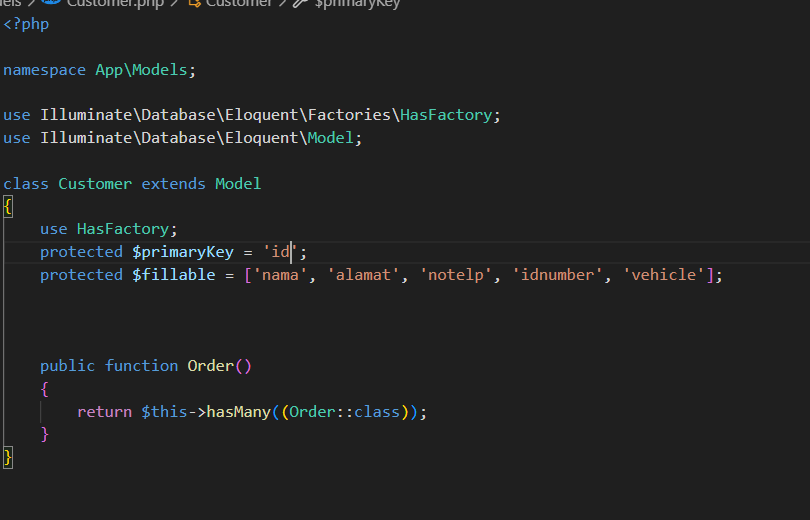 Customer.php > Customer > $primaryKey
<?php
namespace App\Models;
use Illuminate\Database\Eloquent\Factories\HasFactory;
use Illuminate\Database\Eloquent\Model;
class Customer extends Model
{
    use HasFactory;
    protected $primaryKey = 'id';
    protected $fillable = ['nama', 'alamat', 'notelp', 'idnumber', 'vehicle'];
    public function Order()
    {
        return $this->hasMany((Order::class));
    }
}